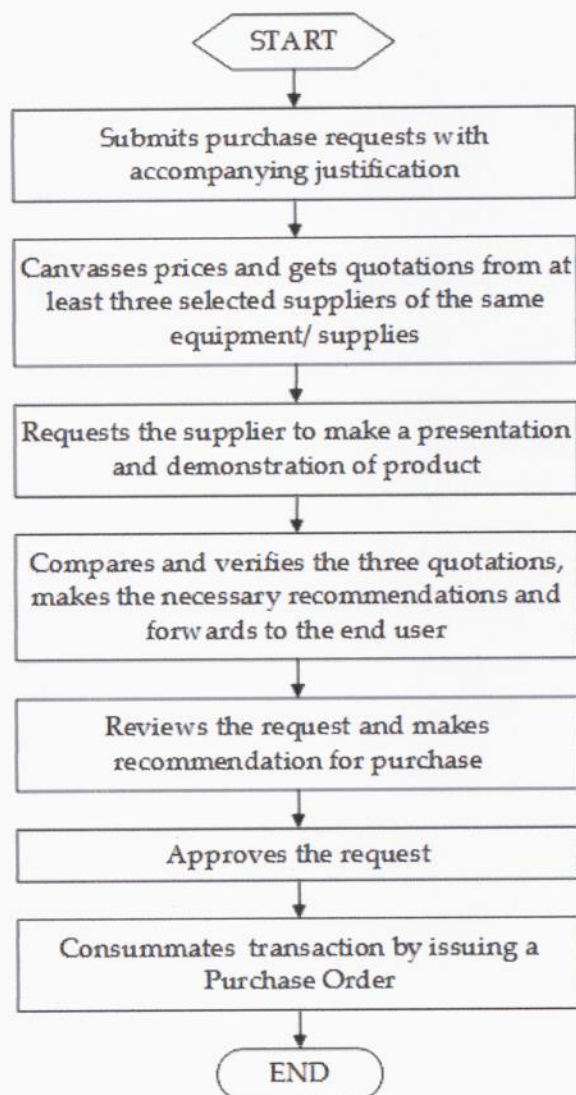 START
Submits purchase requests with
accompanying justification
Canvasses prices and gets quotations from at
least three selected suppliers of the same
equipment/ supplies
Requests the supplier to make a presentation
and demonstration of product
Compares and verifies the three quotations,
makes the necessary recommendations and
forwards to the end user
Reviews the request and makes
recommendation for purchase
Approves the request
Consummates transaction by issuing a
Purchase Order
END